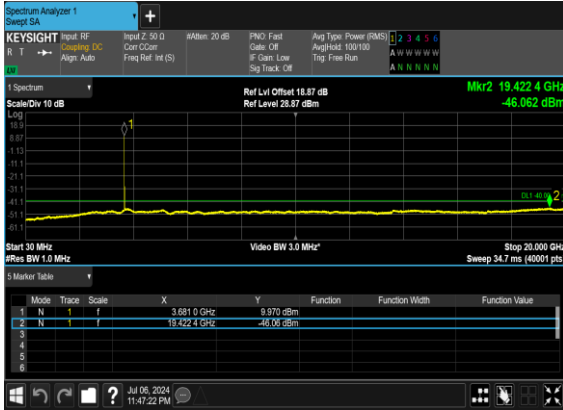 Spectrum Analyzer 1
Swept SA
KEYSIGHT
R T
Input: RF
Coupling: DC
Align: Auto
Input Z: 50 Ω
Corr CCorr
Freq Ref: Int (S)
#Atten: 20 dB
PNO: Fast
Gate: Off
IF Gain: Low
Sig Track: Off
Avg Type: Power (RMS)
Avg|Hold: 100/100
Trig: Free Run
1 2 3 4 5 6
A W W W W W
A N N N N N
1 Spectrum
Scale/Div 10 dB
Ref Lvl Offset 18.87 dB
Ref Level 28.87 dBm
Mkr2 19.422 4 GHz
-46.062 dBm
Log
18.9
8.87
-1.13
-11.1
-21.1
-31.1
-41.1
-51.1
-61.1
1
DL1 -40.00
2
Start 30 MHz
#Res BW 1.0 MHz
Video BW 3.0 MHz*
Stop 20.000 GHz
Sweep 34.7 ms (40001 pts
5 Marker Table
Mode Trace Scale X Y Function Function Width Function Value
1 N 1 f 3.681 0 GHz 9.970 dBm
2 N 1 f 19.422 4 GHz -46.06 dBm
3
4
5
6
Jul 06, 2024
11:47:22 PM